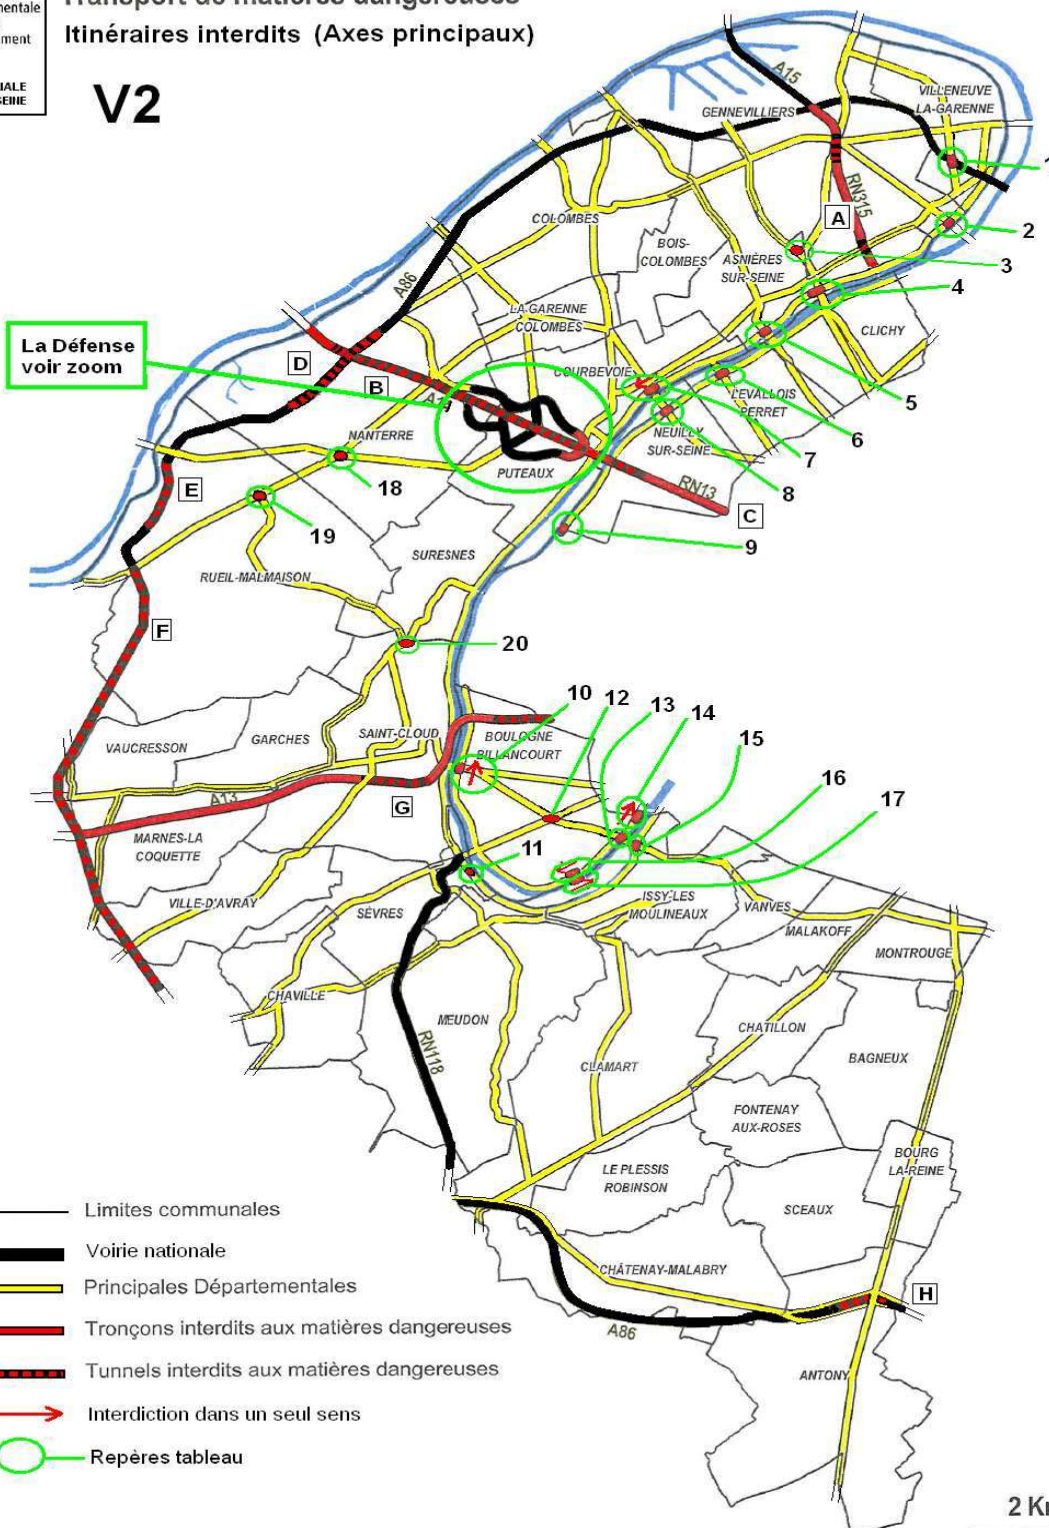 Itinéraires interdits (Axes principaux)
V2
A15
VILLENEUVE
LA-GARENNE
GENNEVILLIERS
1
RN315
A
2
COLOMBES
BOIS-
COLOMBES
ASNIÈRES
SUR-SEINE
3
4
A86
LA-GARENNE
COLOMBES
CLICHY
La Défense
voir zoom
D
B
COURBEVOIE
LEVALLOIS
PERRET
5
6
NANTERRE
NEUILLY
SUR-SEINE
7
8
PUTEAUX
RN13
C
E
18
19
9
SURESNES
RUEIL-MALMAISON
F
20
10
12
13
14
15
16
17
VAUCRESSON
GARCHES
SAINT-CLOUD
BOULOGNE
BILLANCOURT
A13
G
MARNES-LA
COQUETTE
11
VILLE-D'AVRAY
SÈVRES
ISSY-LES
MOULINEAUX
VANVES
MALAKOFF
MONTROUGE
CHAVILLE
MEUDON
RN118
CHATILLON
BAGNEUX
CLAMART
FONTENAY
AUX-ROSES
BOURG
LA-REINE
LE PLESSIS
ROBINSON
SCEAUX
CHÂTENAY-MALABRY
H
A86
ANTONY
Limites communales
Voirie nationale
Principales Départementales
Tronçons interdits aux matières dangereuses
Tunnels interdits aux matières dangereuses
Interdiction dans un seul sens
Repères tableau
2 K